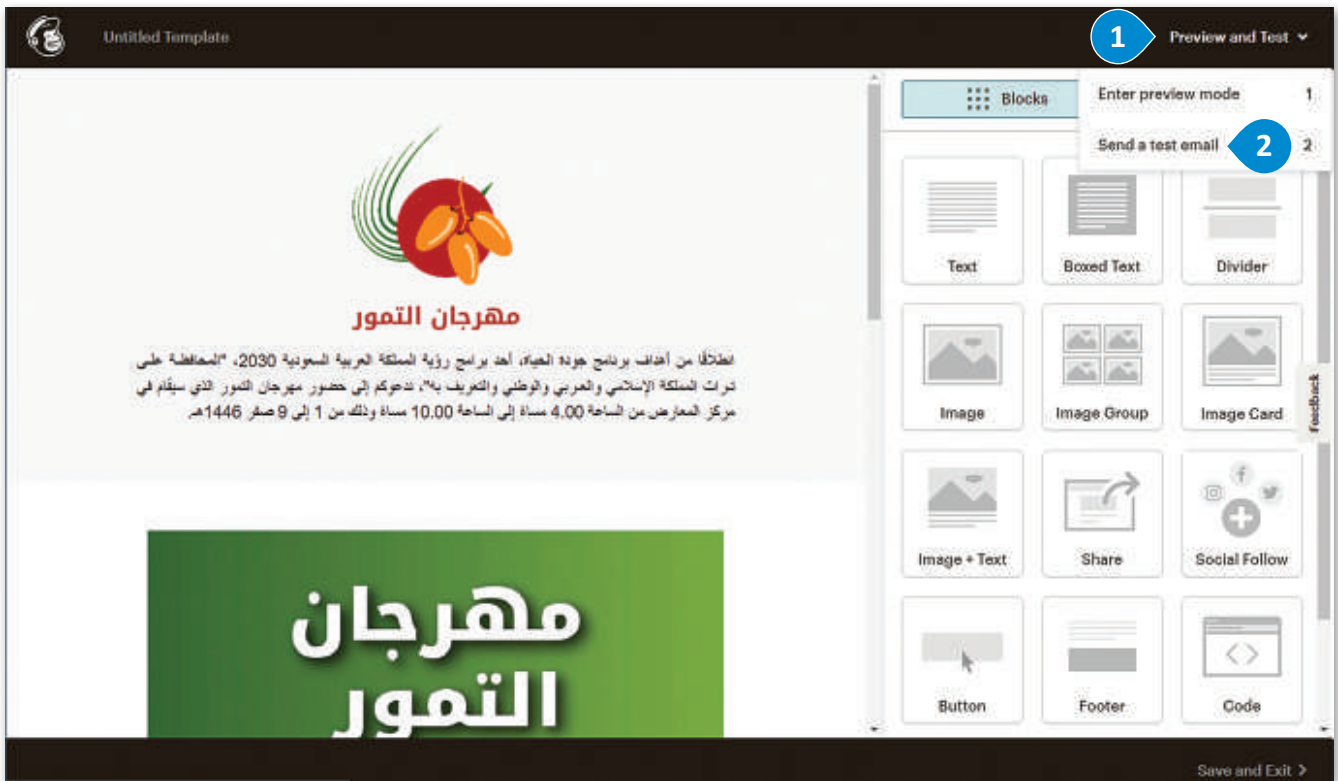 Untitled Template
1
Preview and Test
Blocks
Enter preview mode 1
Send a test email 2 2
مهرجان التمور
انطلاقًا من أهداف برنامج جودة الحياة، أحد برامج رؤية المملكة العربية السعودية 2030، "المحافظة على
تراث المملكة الإسلامي والعربي والوطني والتعريف به"، ندعوكم إلى حضور مهرجان التمور الذي سيقام في
مركز المعارض من الساعة 4.00 مساءً إلى الساعة 10.00 مساءً وذلك من 1 إلى 9 صفر 1446هـ.
مهرجان
التمور
Text
Boxed Text
Divider
Image
Image Group
Image Card
Feedback
Image + Text
Share
Social Follow
Button
Footer
Code
Save and Exit >